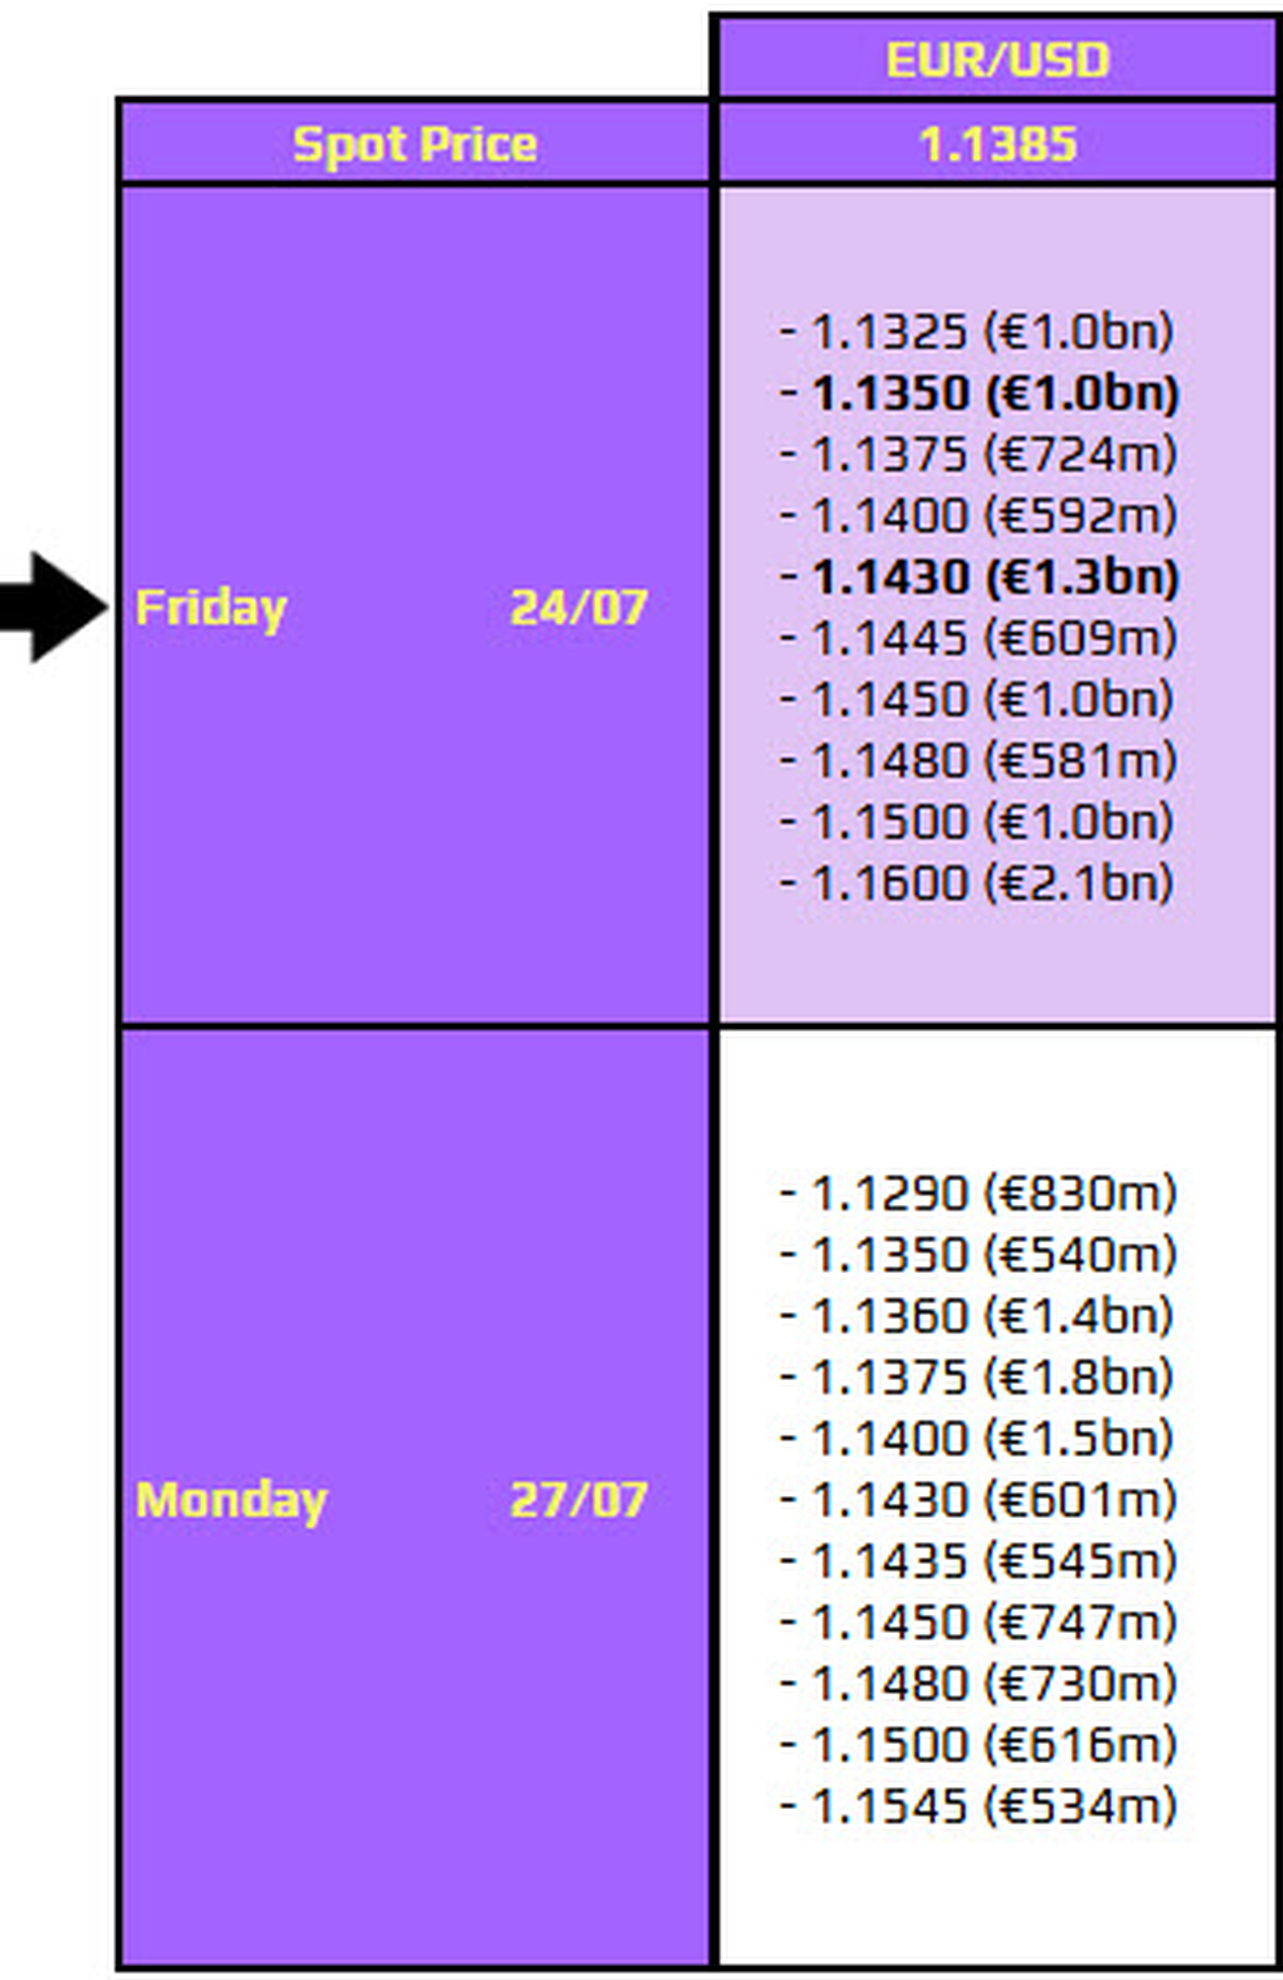 EUR/USD
Spot Price 1.1385
Friday 24/07
- 1.1325 (€1.0bn)
- 1.1350 (€1.0bn)
- 1.1375 (€724m)
- 1.1400 (€592m)
- 1.1430 (€1.3bn)
- 1.1445 (€609m)
- 1.1450 (€1.0bn)
- 1.1480 (€581m)
- 1.1500 (€1.0bn)
- 1.1600 (€2.1bn)
Monday 27/07
- 1.1290 (€830m)
- 1.1350 (€540m)
- 1.1360 (€1.4bn)
- 1.1375 (€1.8bn)
- 1.1400 (€1.5bn)
- 1.1430 (€601m)
- 1.1435 (€545m)
- 1.1450 (€747m)
- 1.1480 (€730m)
- 1.1500 (€616m)
- 1.1545 (€534m)